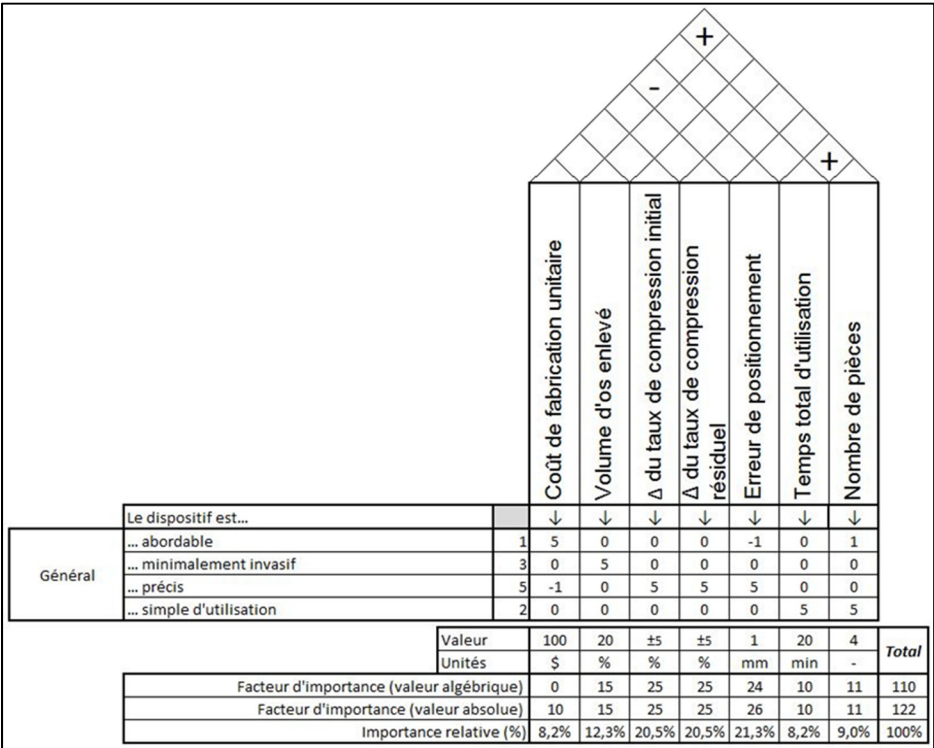 +
-
+
Coût de fabrication unitaire
Volume d'os enlevé
Δ du taux de compression initial
Δ du taux de compression
résiduel
Erreur de positionnement
Temps total d'utilisation
Nombre de pièces
Le dispositif est... ↓ ↓ ↓ ↓ ↓ ↓ ↓
Général
... abordable 1 5 0 0 0 -1 0 1
... minimalement invasif 3 0 5 0 0 0 0 0
... précis 5 -1 0 5 5 5 0 0
... simple d'utilisation 2 0 0 0 0 0 5 5
Valeur 100 20 ±5 ±5 1 20 4 Total
Unités $ % % % mm min -
Facteur d'importance (valeur algébrique) 0 15 25 25 24 10 11 110
Facteur d'importance (valeur absolue) 10 15 25 25 26 10 11 122
Importance relative (%) 8,2% 12,3% 20,5% 20,5% 21,3% 8,2% 9,0% 100%